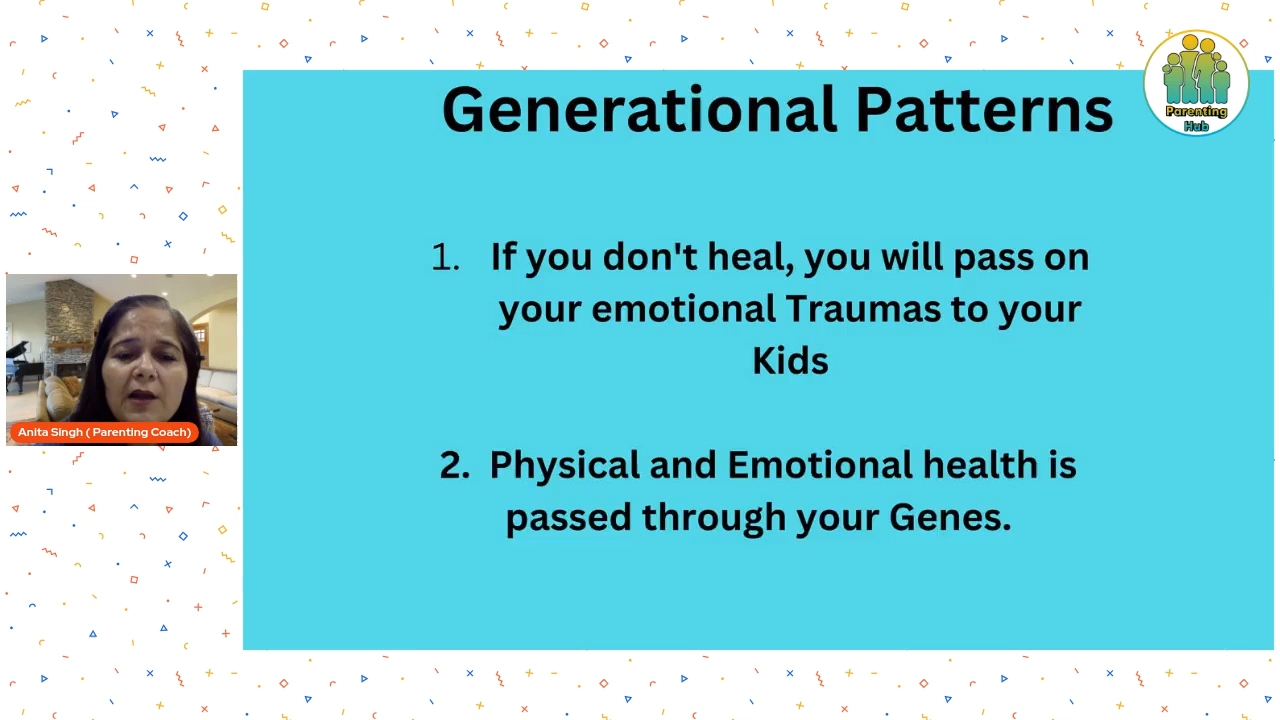 Generational Patterns
Parenting
Hub
1. If you don't heal, you will pass on
your emotional Traumas to your
Kids
2. Physical and Emotional health is
passed through your Genes.
Anita Singh ( Parenting Coach)